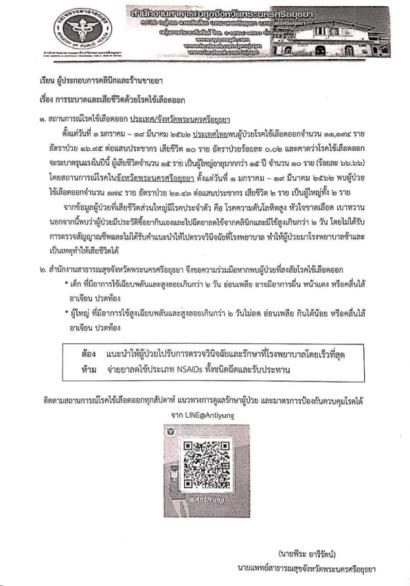 สำนักงานสาธารณสุขจังหวัดพระนครศรีอยุธยา
เรียน ผู้ประกอบการคลินิกและร้านขายยา
เรื่อง การระบาดและเสียชีวิตด้วยโรคไข้เลือดออก
๑. สถานการณ์โรคไข้เลือดออก ประเทศ/จังหวัดพระนครศรีอยุธยา
ตั้งแต่วันที่ ๑ มกราคม – ๑๙ มีนาคม ๒๕๖๒ ประเทศไทยพบผู้ป่วยโรคไข้เลือดออกจำนวน ๑๑,๑๙๔ ราย
อัตราป่วย ๑๖.๙๕ ต่อแสนประชากร เสียชีวิต ๑๐ ราย อัตราป่วยร้อยละ ๐.๐๒ และคาดว่าโรคไข้เลือดออก
จะระบาดรุนแรงในปีนี้ ผู้เสียชีวิตจำนวน ๑๕ ราย เป็นผู้ใหญ่อายุมากกว่า ๑๕ ปี จำนวน ๑๐ ราย (ร้อยละ ๖๖.๖๖)
โดยสถานการณ์โรคในจังหวัดพระนครศรีอยุธยา ตั้งแต่วันที่ ๑ มกราคม – ๑๙ มีนาคม ๒๕๖๒ พบผู้ป่วย
ไข้เลือดออกจำนวน ๑๗๔ ราย อัตราป่วย ๒๑.๔๓ ต่อแสนประชากร เสียชีวิต ๒ ราย เป็นผู้ใหญ่ทั้ง ๒ ราย
จากข้อมูลผู้ป่วยที่เสียชีวิตส่วนใหญ่มีโรคประจำตัว คือ โรคความดันโลหิตสูง หัวใจขาดเลือด เบาหวาน
นอกจากนี้พบว่าผู้ป่วยมีประวัติซื้อยากินเองและไปฉีดยาลดไข้จากคลินิกและมีไข้สูงเกินกว่า ๒ วัน โดยไม่ได้รับ
การตรวจสัญญาณชีพและไม่ได้รับคำแนะนำให้ไปตรวจวินิจฉัยที่โรงพยาบาล ทำให้ผู้ป่วยมาโรงพยาบาลช้าและ
เป็นเหตุทำให้เสียชีวิตได้
๒. สำนักงานสาธารณสุขจังหวัดพระนครศรีอยุธยา จึงขอความร่วมมือหากพบผู้ป่วยที่สงสัยโรคไข้เลือดออก
* เด็ก ที่มีอาการไข้เฉียบพลันและสูงลอยเกินกว่า ๒ วัน อ่อนเพลีย อาจมีอาการผื่น หน้าแดง หรือคลื่นไส้
อาเจียน ปวดท้อง
* ผู้ใหญ่ ที่มีอาการไข้สูงเฉียบพลันและสูงลอยเกินกว่า ๒ วันไม่ลด อ่อนเพลีย กินได้น้อย หรือคลื่นไส้
อาเจียน ปวดท้อง
ต้อง แนะนำให้ผู้ป่วยไปรับการตรวจวินิจฉัยและรักษาที่โรงพยาบาลโดยเร็วที่สุด
ห้าม จ่ายยาลดไข้ประเภท NSAIDs ทั้งชนิดฉีดและรับประทาน
ติดตามสถานการณ์โรคไข้เลือดออกทุกสัปดาห์ แนวทางการดูแลรักษาผู้ป่วย และมาตรการป้องกันควบคุมโรคได้
จาก LINE@Antiyung
@AntiYung
(นายพีระ อารีรัตน์)
นายแพทย์สาธารณสุขจังหวัดพระนครศรีอยุธยา